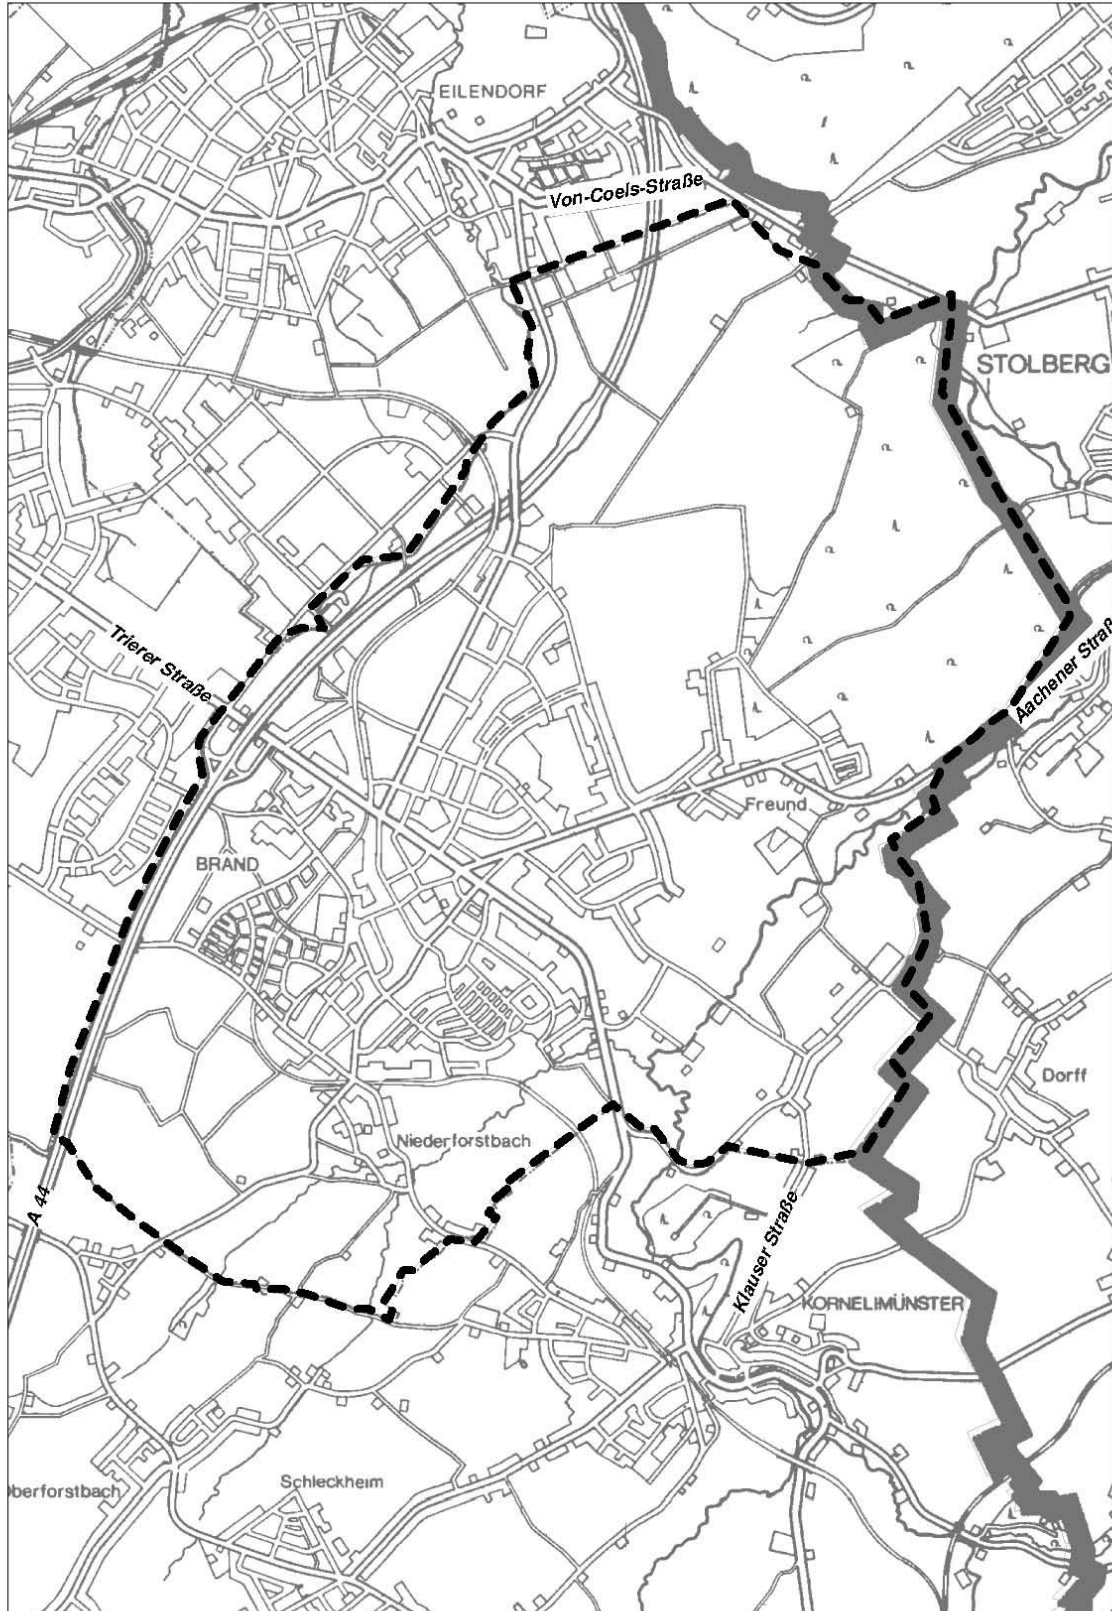 EILENDORF
Von-Coels-Straße
STOLBERG
Trierer Straße
Aachener Straß
Freund
BRAND
Dorff
Niederforstbach
A 44
Klauser Straße
KORNELIMÜNSTER
Schleckheim
berforstbach